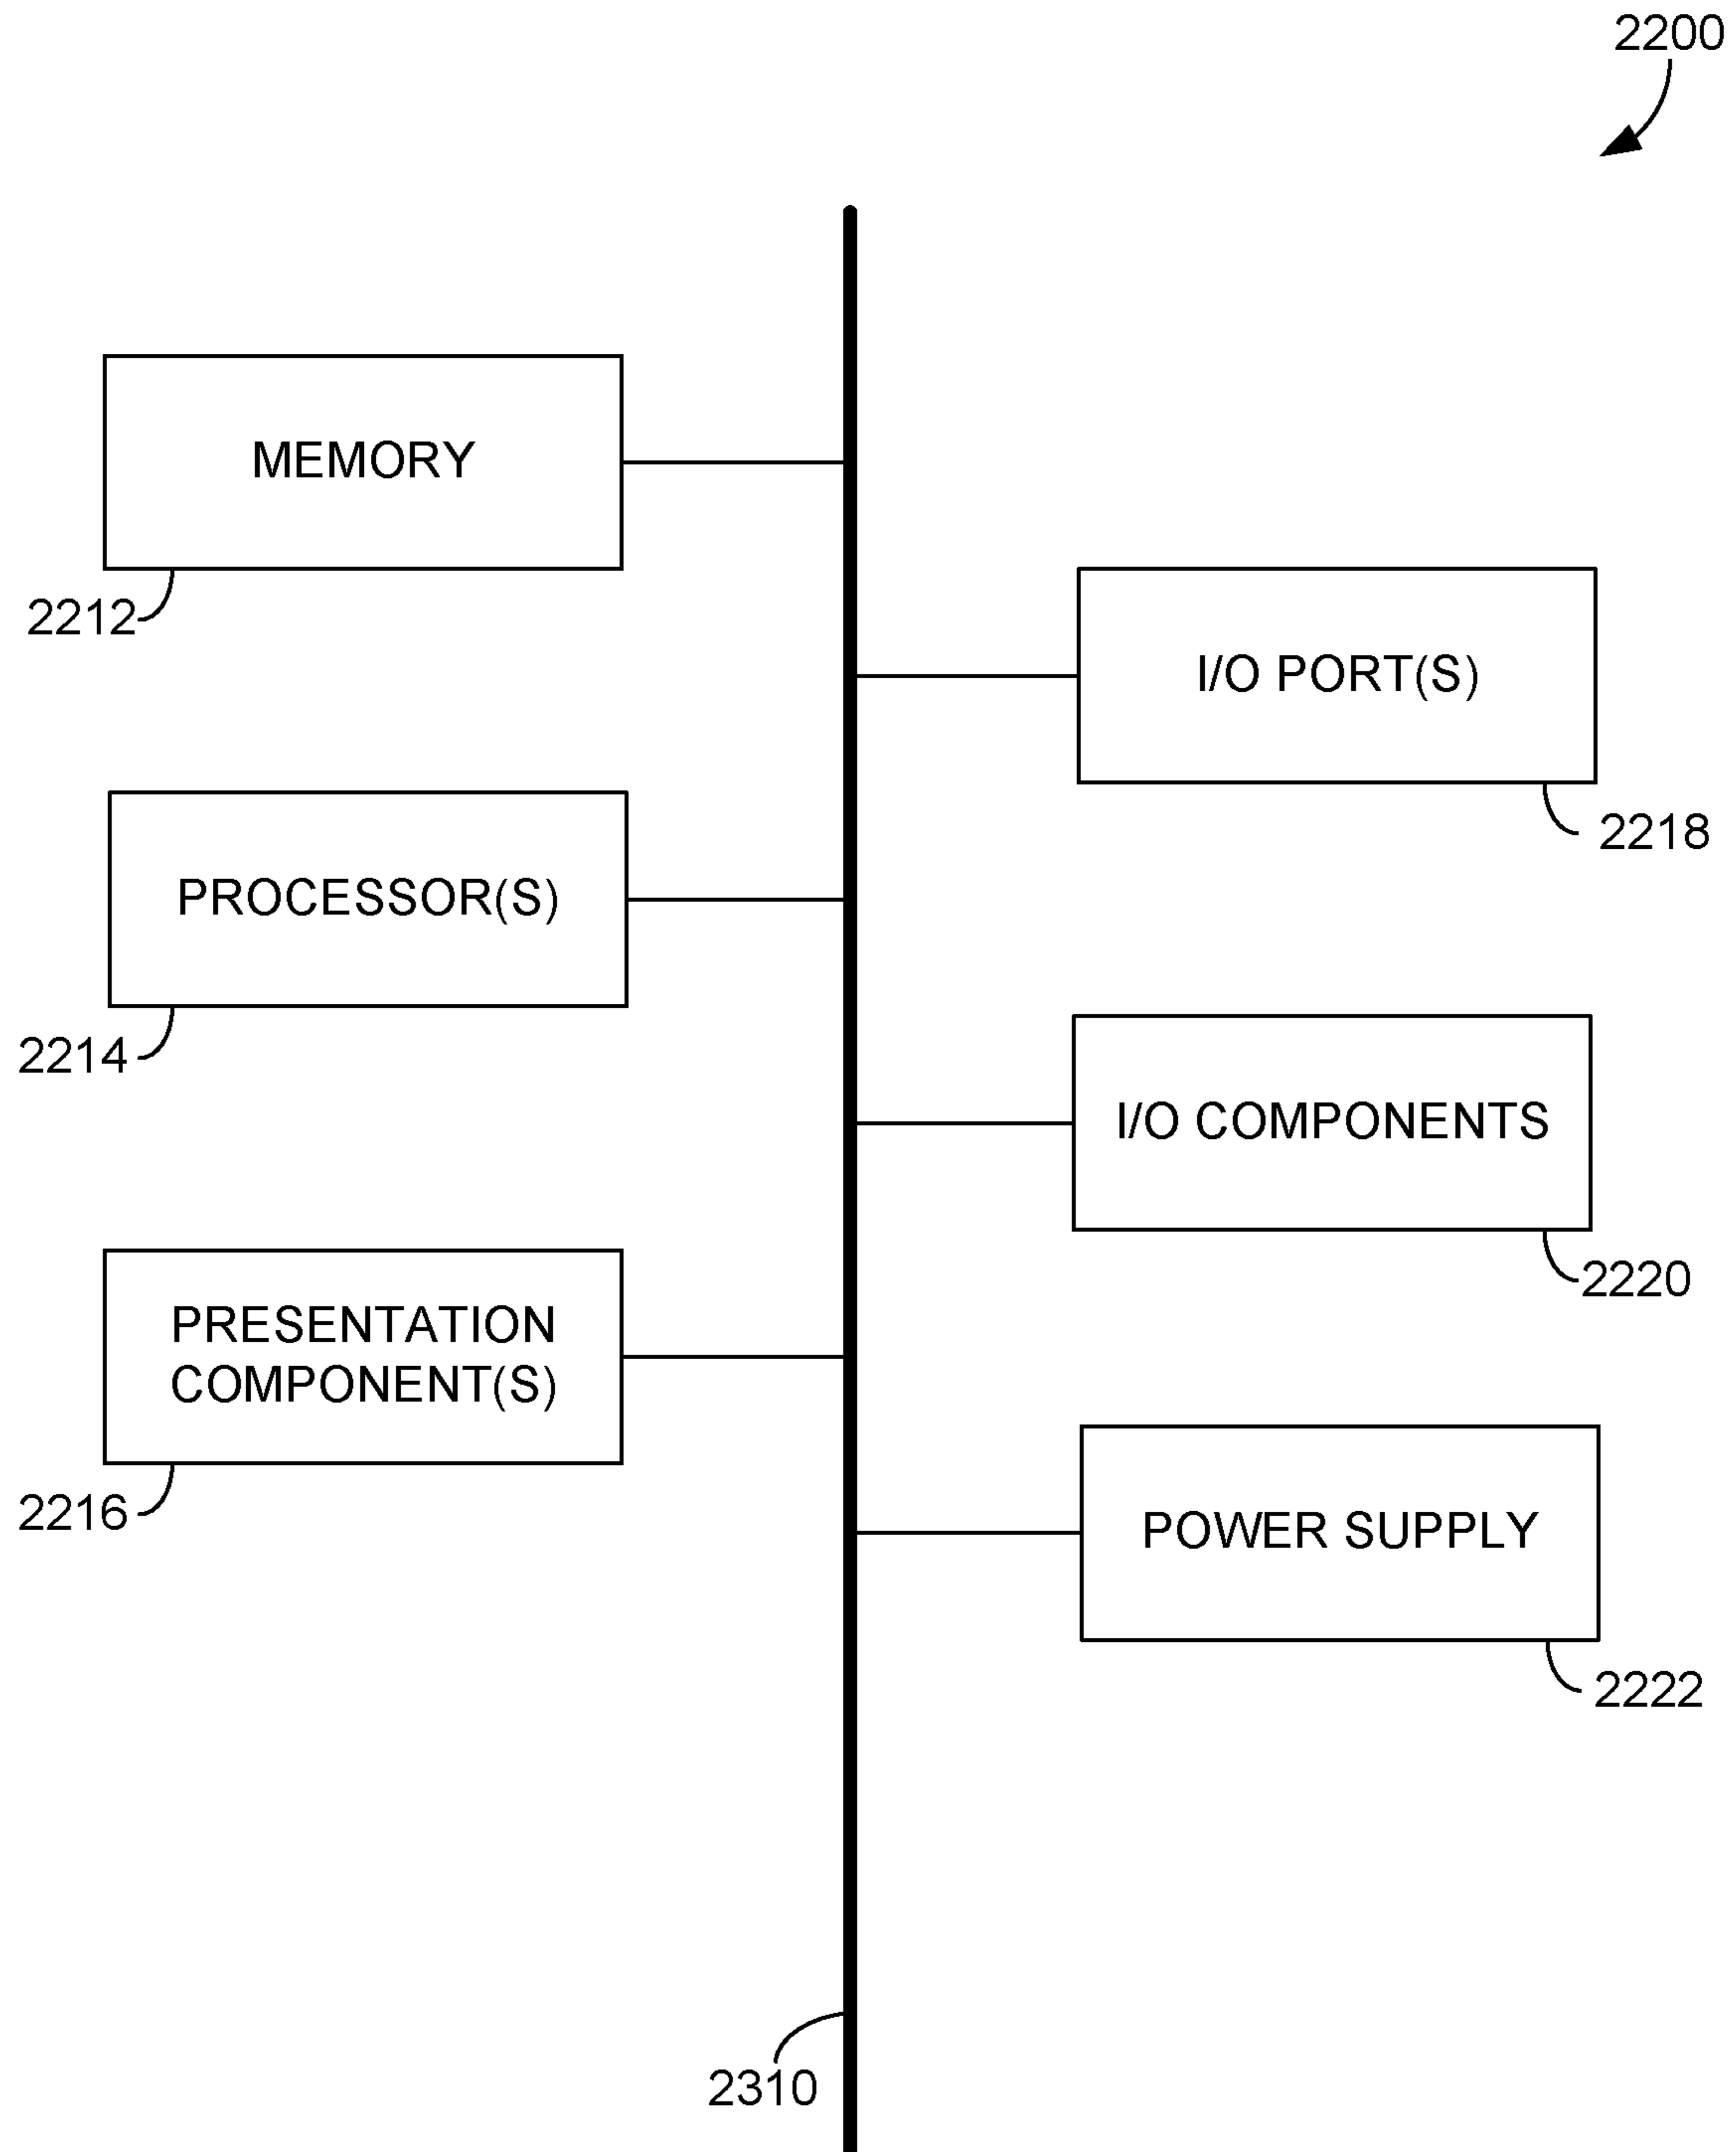 2200
MEMORY
2212
I/O PORT(S)
2218
PROCESSOR(S)
2214
I/O COMPONENTS
2220
PRESENTATION
COMPONENT(S)
2216
POWER SUPPLY
2222
2310